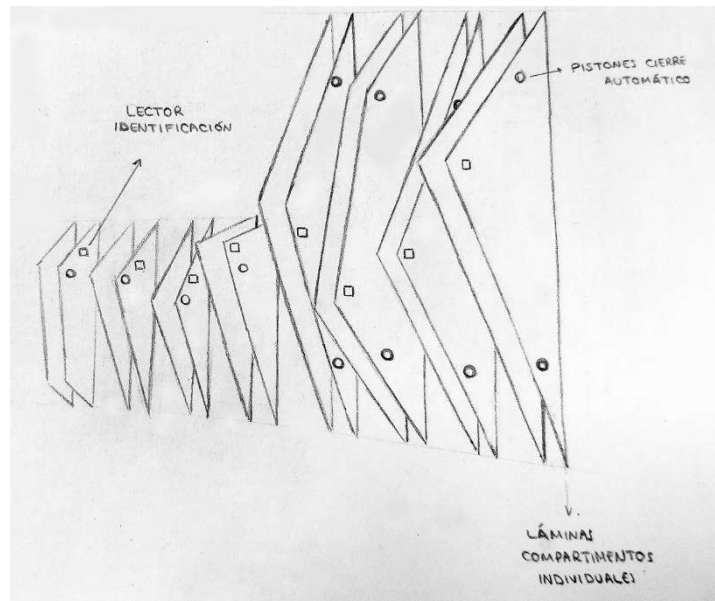 PISTONES CIERRE
AUTOMÁTICO
LECTOR
IDENTIFICACIÓN
LÁMINAS
COMPARTIMENTOS
INDIVIDUALES